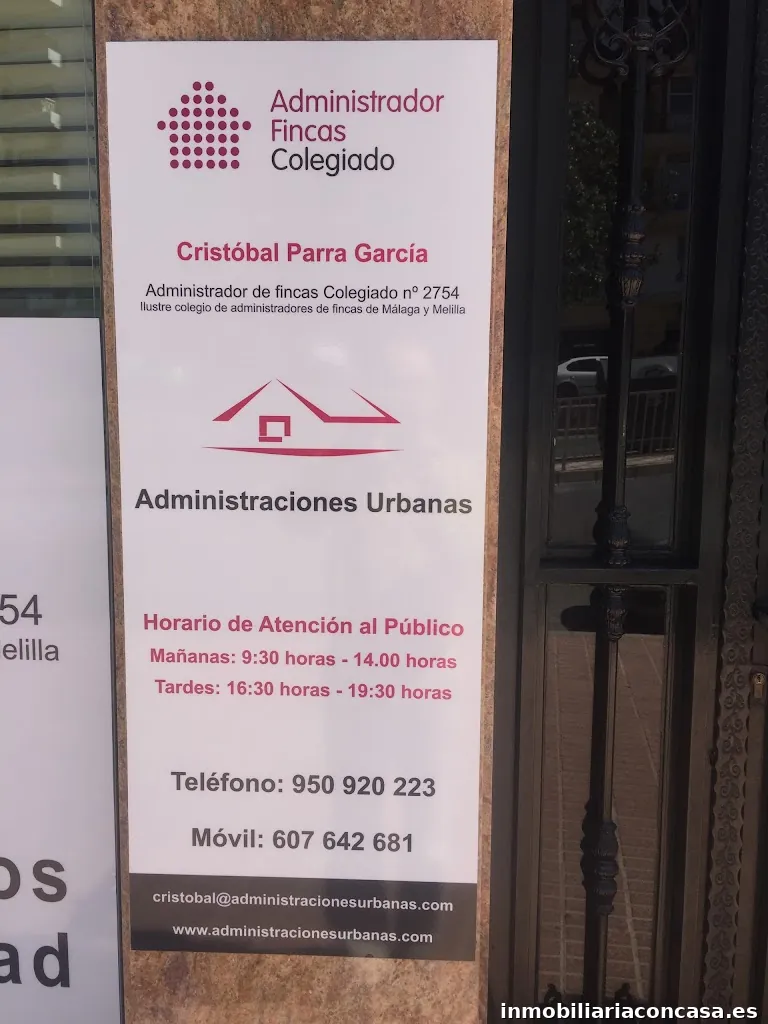 Administrador
Fincas
Colegiado
Cristóbal Parra García
Administrador de fincas Colegiado nº 2754
Ilustre colegio de administradores de fincas de Málaga y Melilla
Administraciones Urbanas
Horario de Atención al Público
Mañanas: 9:30 horas - 14.00 horas
Tardes: 16:30 horas - 19:30 horas
Teléfono: 950 920 223
Móvil: 607 642 681
cristobal@administracionesurbanas.com
www.administracionesurbanas.com
54
elilla
os
ad
inmobiliariaconcasa.es